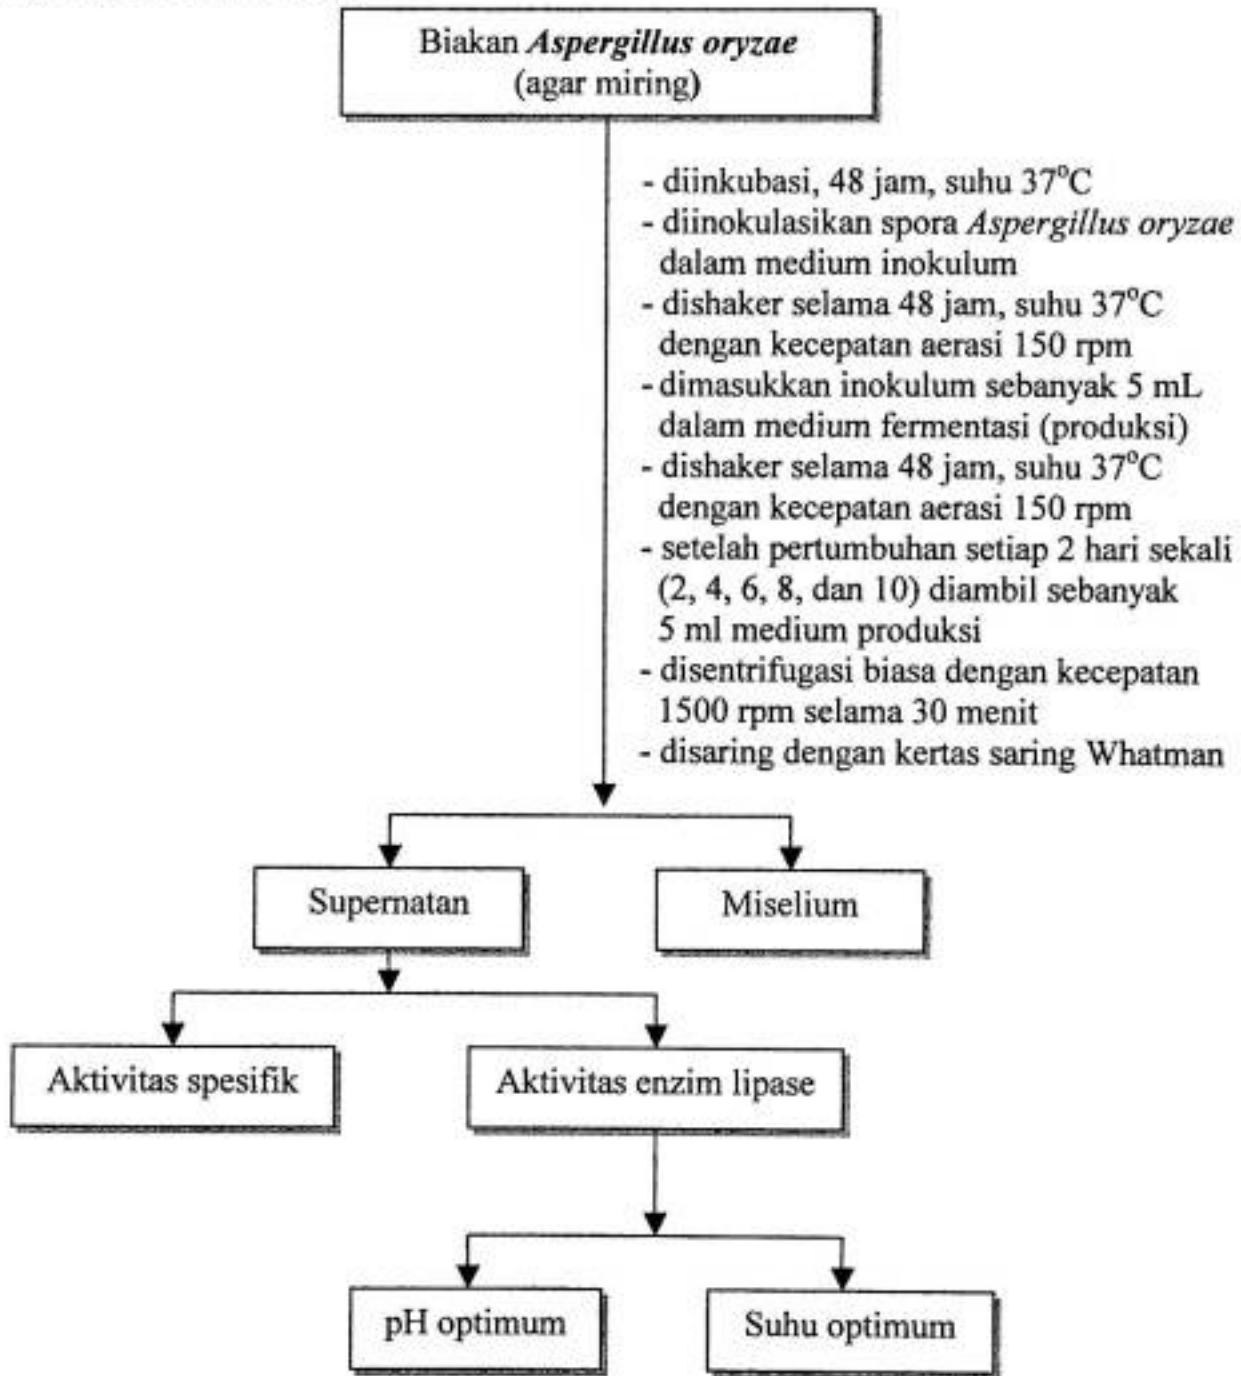 Biakan Aspergillus oryzae
(agar miring)
- diinkubasi, 48 jam, suhu 37°C
- diinokulasikan spora Aspergillus oryzae
dalam medium inokulum
- dishaker selama 48 jam, suhu 37°C
dengan kecepatan aerasi 150 rpm
- dimasukkan inokulum sebanyak 5 mL
dalam medium fermentasi (produksi)
- dishaker selama 48 jam, suhu 37°C
dengan kecepatan aerasi 150 rpm
- setelah pertumbuhan setiap 2 hari sekali
(2, 4, 6, 8, dan 10) diambil sebanyak
5 ml medium produksi
- disentrifugasi biasa dengan kecepatan
1500 rpm selama 30 menit
- disaring dengan kertas saring Whatman
Supernatan
Miselium
Aktivitas spesifik
Aktivitas enzim lipase
pH optimum
Suhu optimum